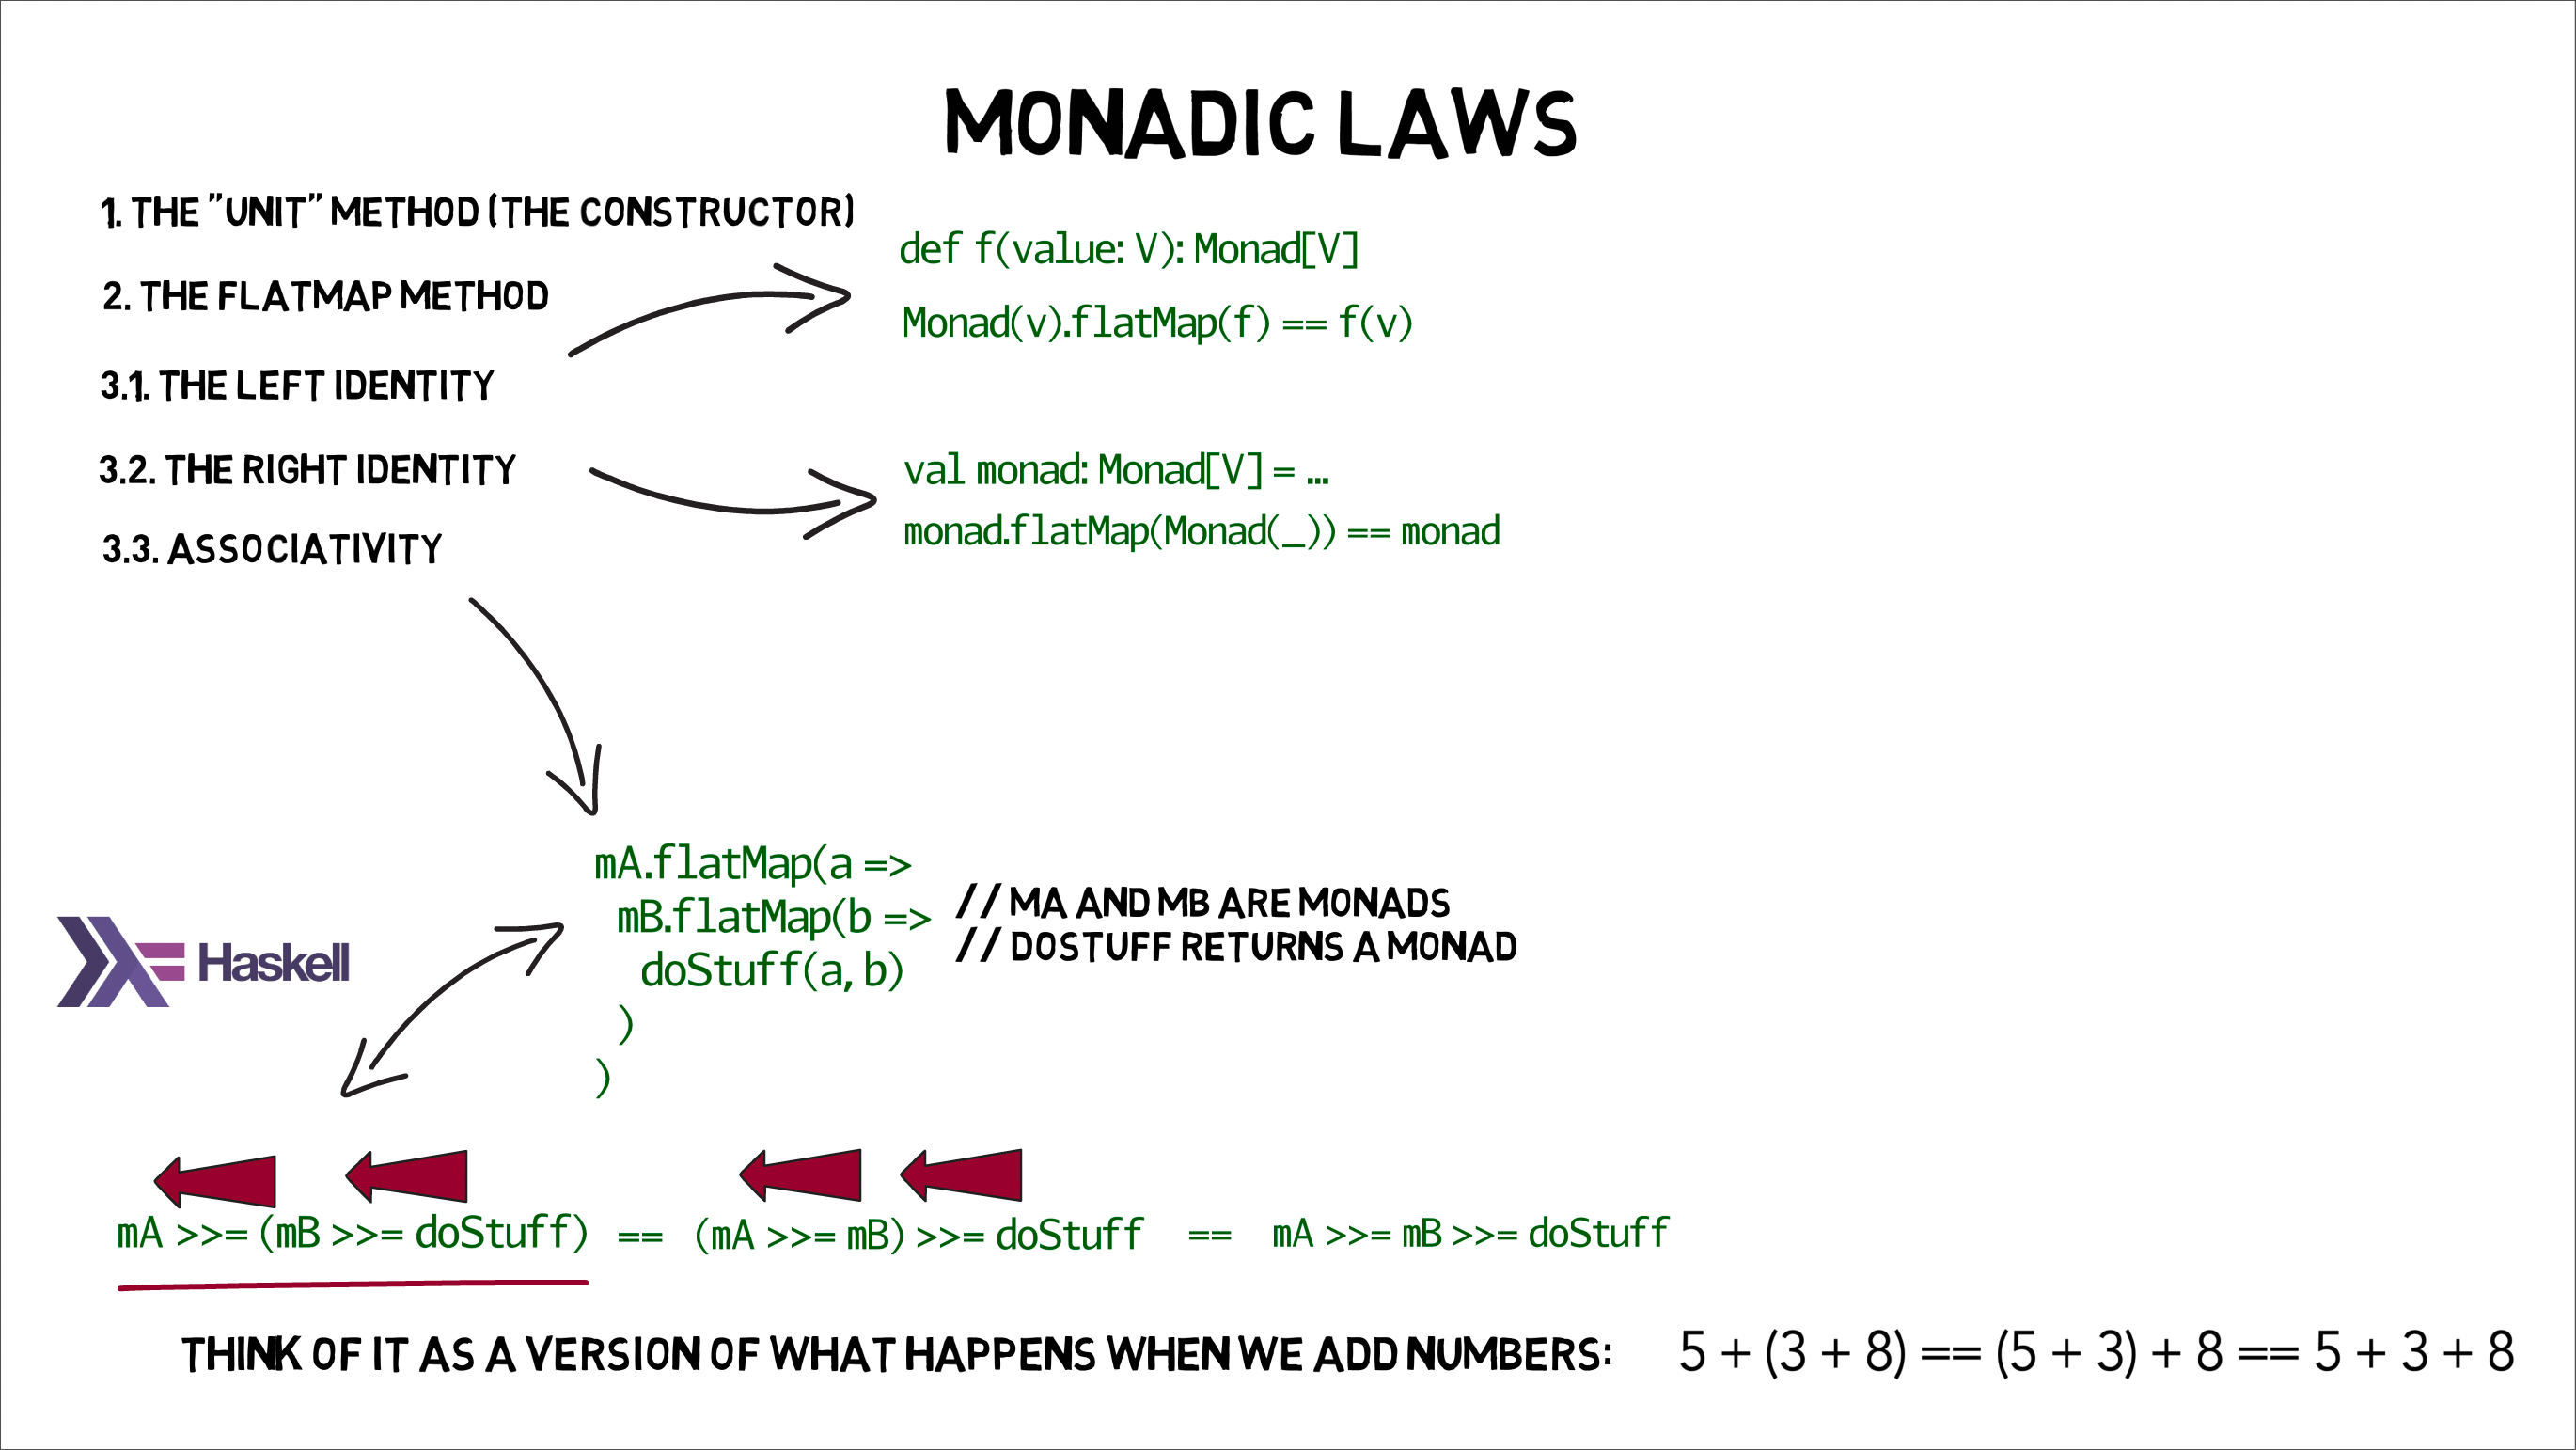 MONADIC LAWS
1. THE "UNIT" METHOD (THE CONSTRUCTOR)
2. THE FLATMAP METHOD
3.1. THE LEFT IDENTITY
3.2. THE RIGHT IDENTITY
3.3. ASSOCIATIVITY
def f(value: V): Monad[V]
Monad(v).flatMap(f) == f(v)
val monad: Monad[V] = ...
monad.flatMap(Monad(_)) == monad
mA.flatMap(a =>
mB.flatMap(b =>
doStuff(a, b)
)
)
// MA AND MB ARE MONADS
// DOSTUFF RETURNS A MONAD
Haskell
mA >>= (mB >>= doStuff) == (mA >>= mB) >>= doStuff == mA >>= mB >>= doStuff
THINK OF IT AS A VERSION OF WHAT HAPPENS WHEN WE ADD NUMBERS: 5 + (3 + 8) == (5 + 3) + 8 == 5 + 3 + 8